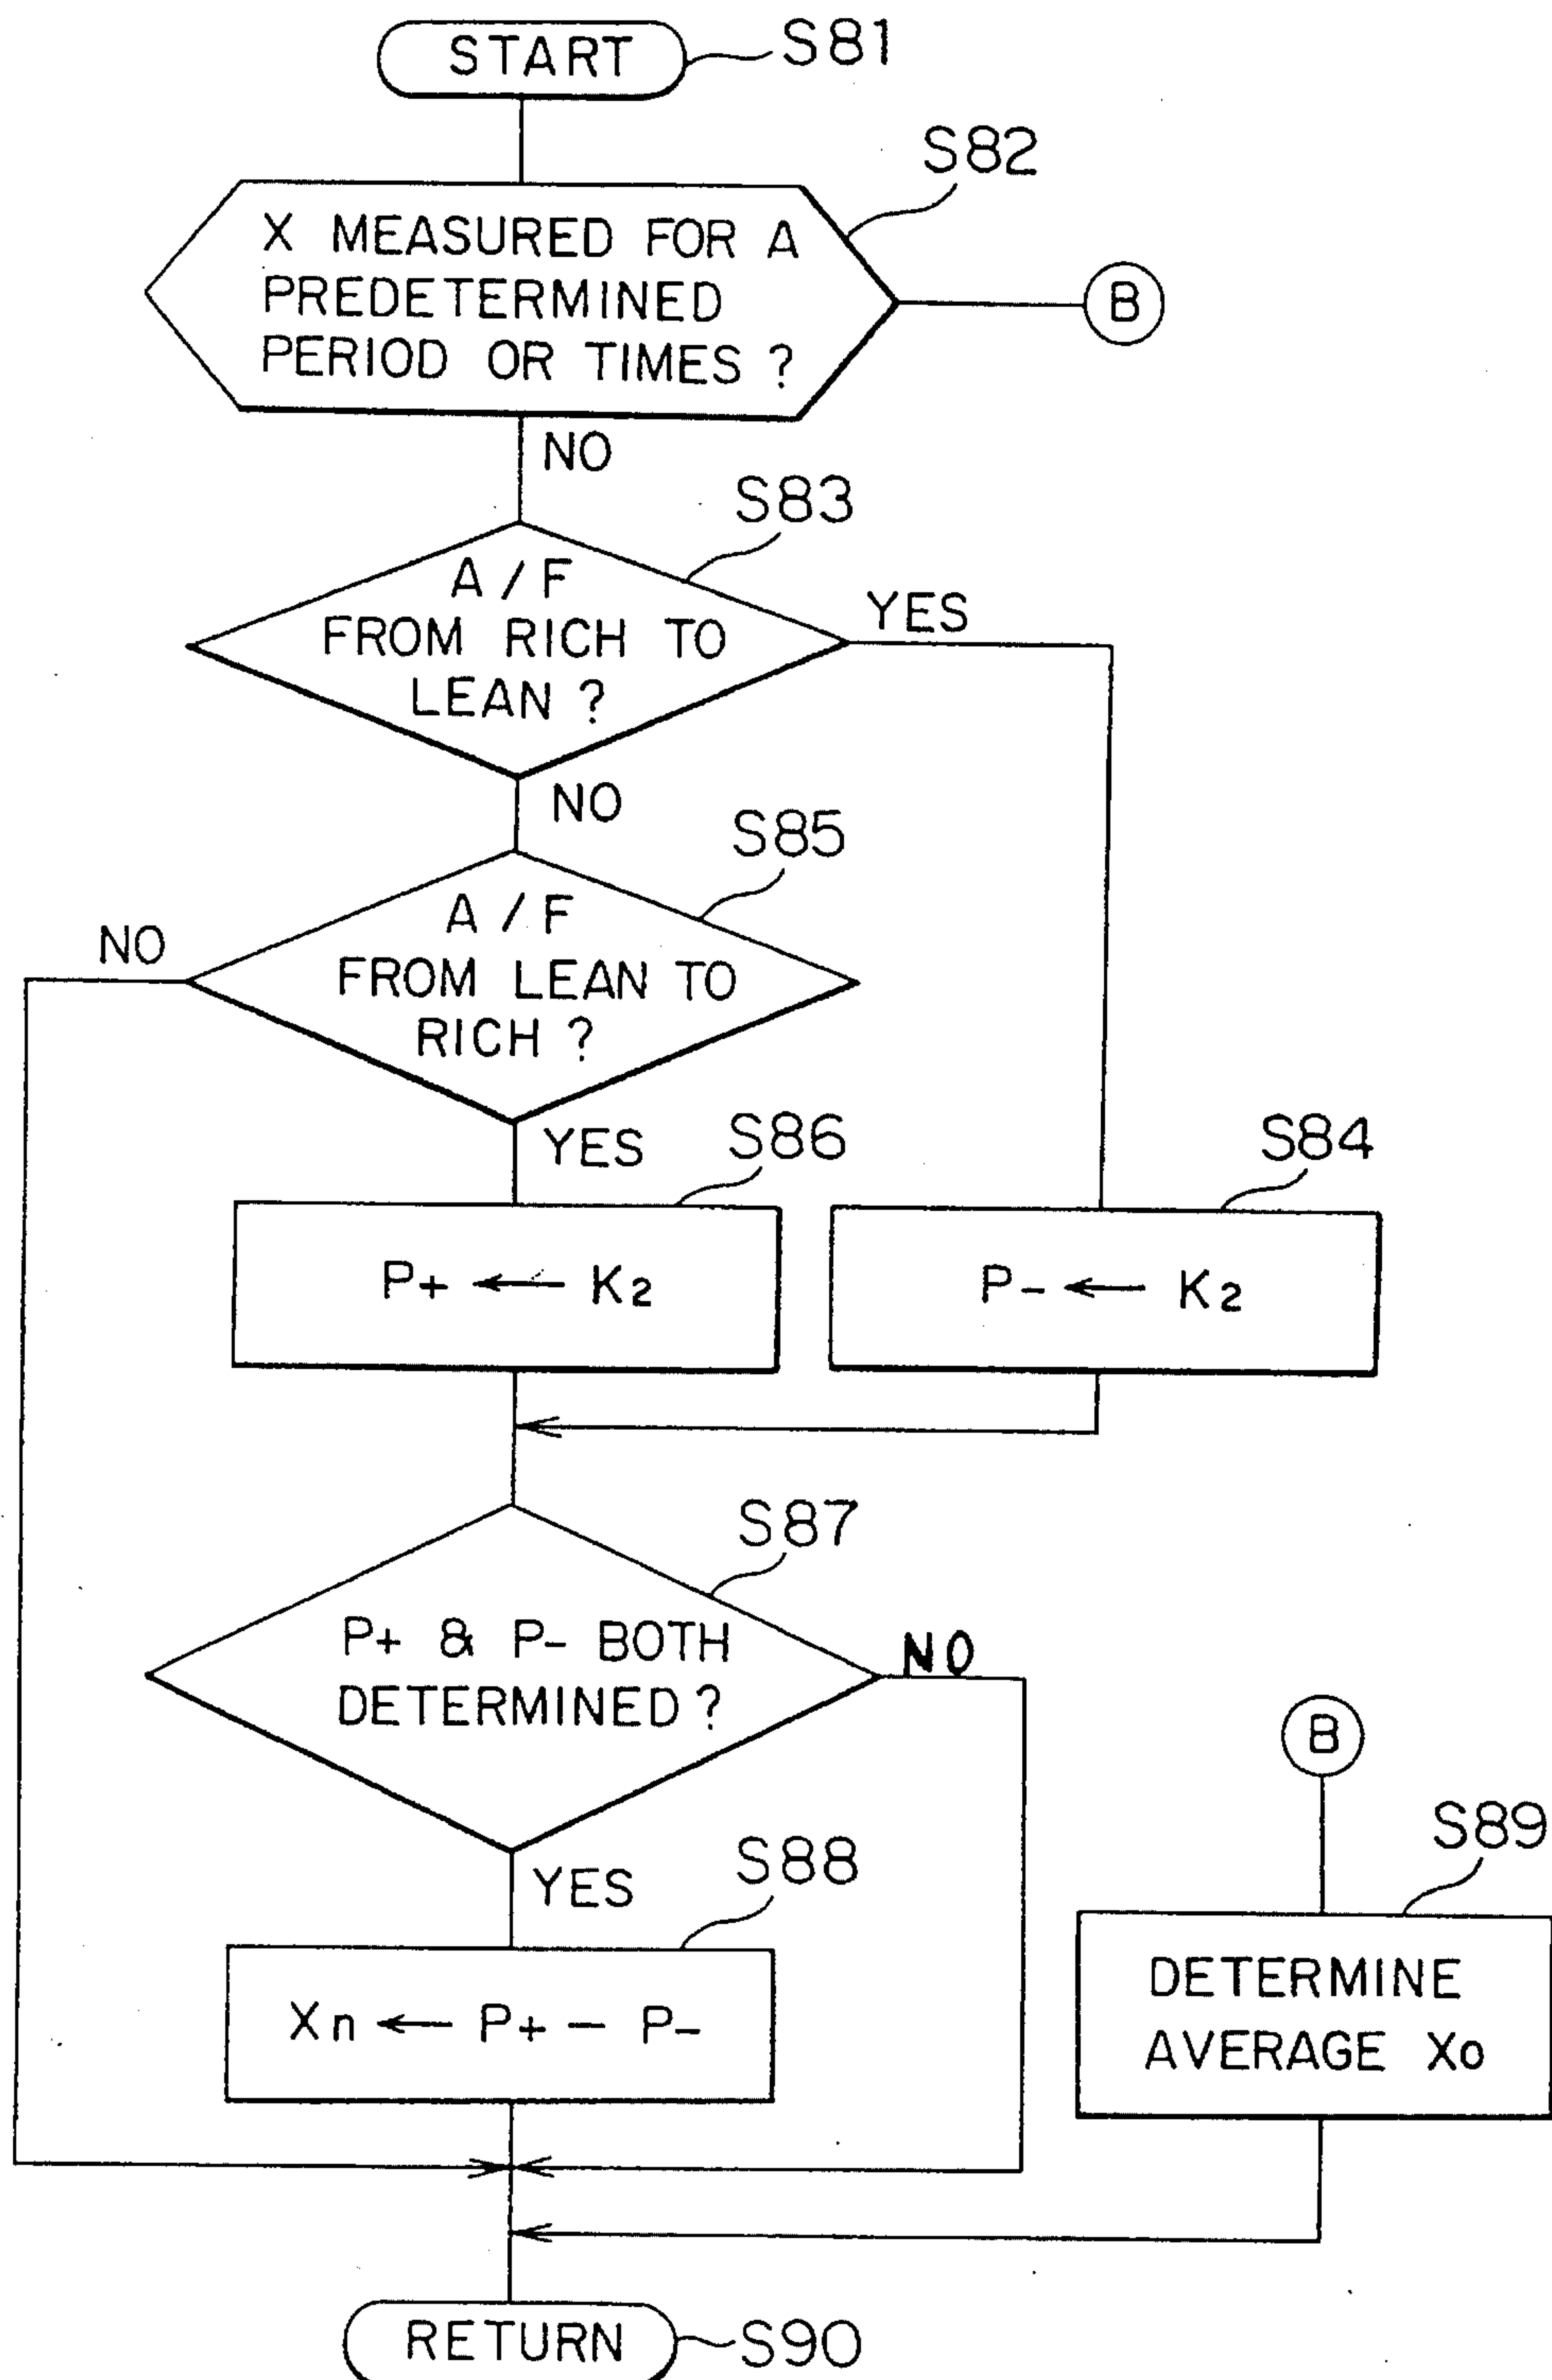 START
S81
S82
X MEASURED FOR A
PREDETERMINED
PERIOD OR TIMES ?
B
NO
S83
A / F
FROM RICH TO
LEAN ?
YES
NO
S85
A / F
FROM LEAN TO
RICH ?
NO
YES
S86
S84
P+ ← K2
P- ← K2
S87
P+ & P- BOTH
DETERMINED ?
NO
B
YES
S88
S89
Xn ← P+ - P-
DETERMINE
AVERAGE Xo
RETURN
S90